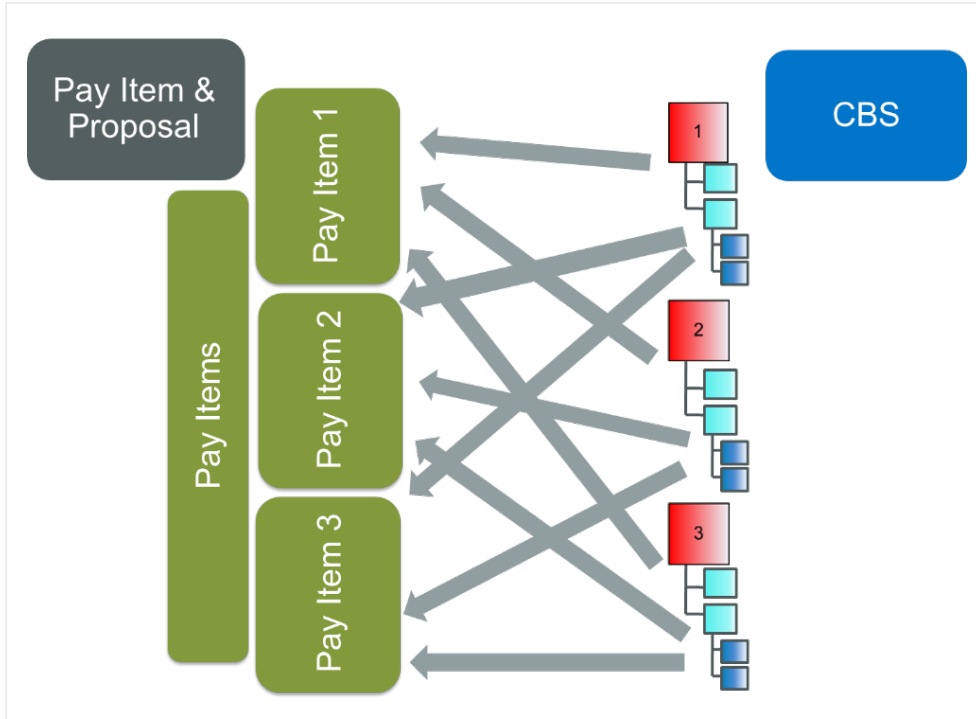 Pay Item &
Proposal
CBS
Pay Items
Pay Item 1
Pay Item 2
Pay Item 3
1
2
3